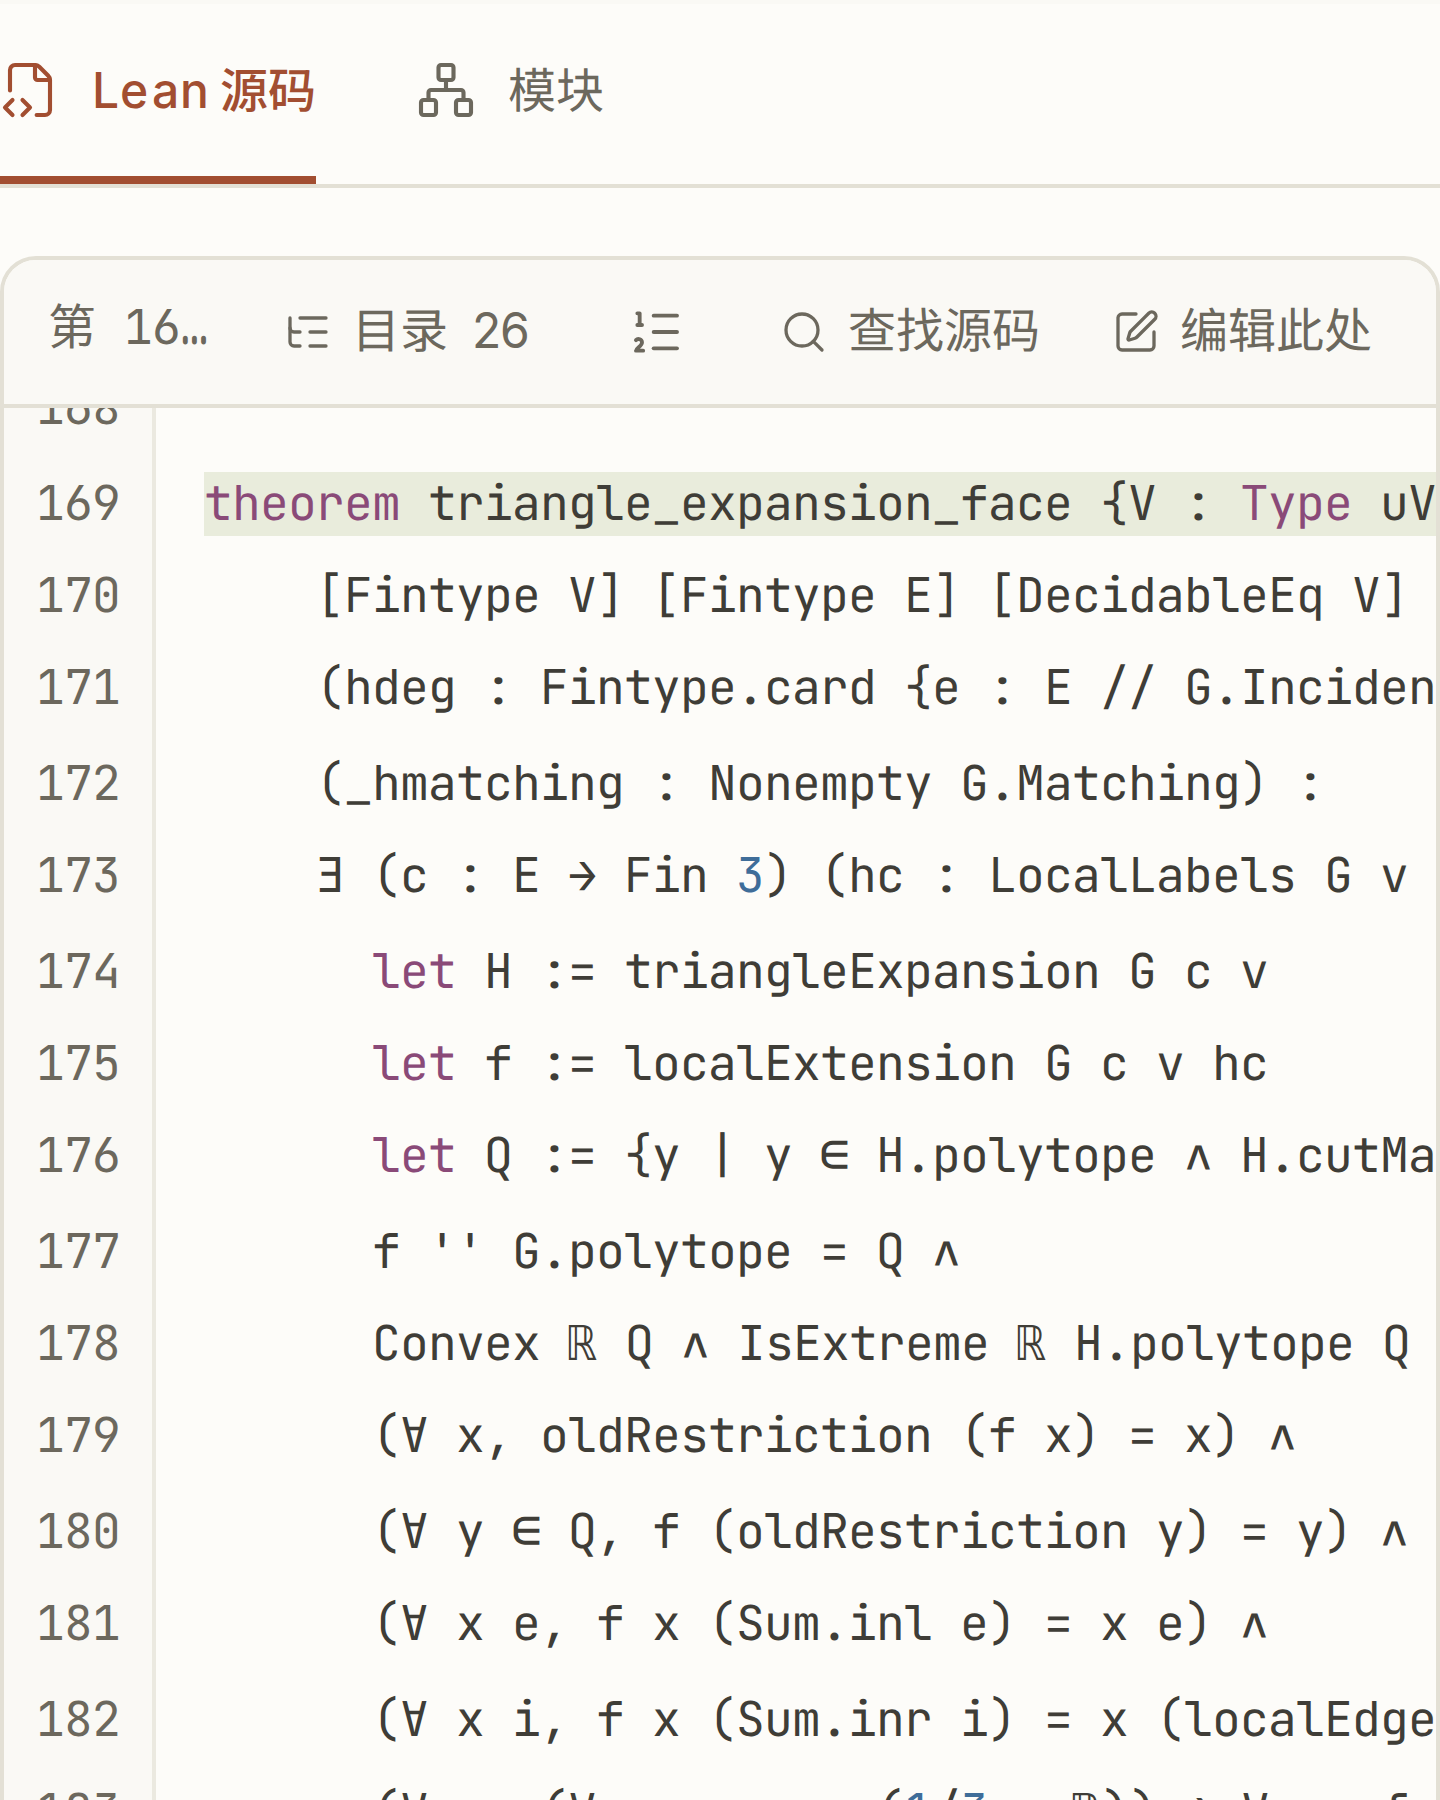 Lean 源码 模块
第 16… 目录 26 查找源码 编辑此处
168
169 theorem triangle_expansion_face {V : Type uV
170 [Fintype V] [Fintype E] [DecidableEq V]
171 (hdeg : Fintype.card {e : E // G.Inciden
172 (_hmatching : Nonempty G.Matching) :
173 ∃ (c : E → Fin 3) (hc : LocalLabels G v
174 let H := triangleExpansion G c v
175 let f := localExtension G c v hc
176 let Q := {y | y ∈ H.polytope ∧ H.cutMa
177 f '' G.polytope = Q ∧
178 Convex ℝ Q ∧ IsExtreme ℝ H.polytope Q
179 (∀ x, oldRestriction (f x) = x) ∧
180 (∀ y ∈ Q, f (oldRestriction y) = y) ∧
181 (∀ x e, f x (Sum.inl e) = x e) ∧
182 (∀ x i, f x (Sum.inr i) = x (localEdge